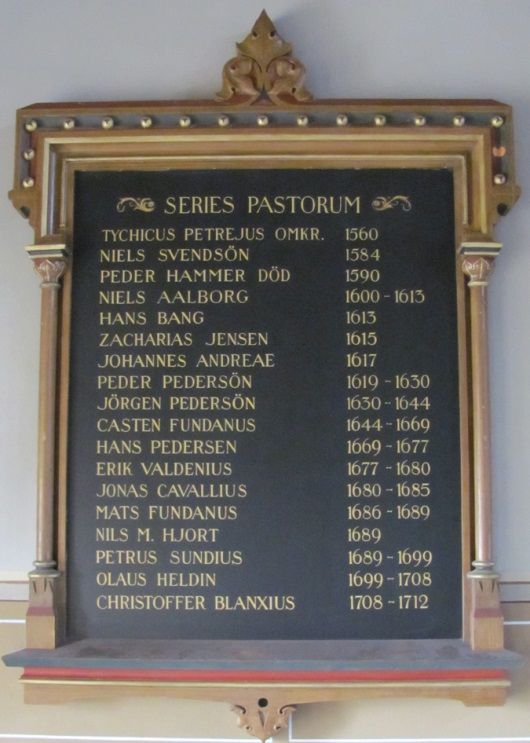 SERIES PASTORUM
TYCHICUS PETREJUS OMKR. 1560
NIELS SVENDSÖN 1584
PEDER HAMMER DÖD 1590
NIELS AALBORG 1600-1613
HANS BANG 1613
ZACHARIAS JENSEN 1615
JOHANNES ANDREAE 1617
PEDER PEDERSÖN 1619-1630
JÖRGEN PEDERSÖN 1630-1644
CASTEN FUNDANUS 1644-1669
HANS PEDERSEN 1669-1677
ERIK VALDENIUS 1677-1680
JONAS CAVALLIUS 1680-1685
MATS FUNDANUS 1686-1689
NILS M. HJORT 1689
PETRUS SUNDIUS 1689-1699
OLAUS HELDIN 1699-1708
CHRISTOFFER BLANXIUS 1708-1712